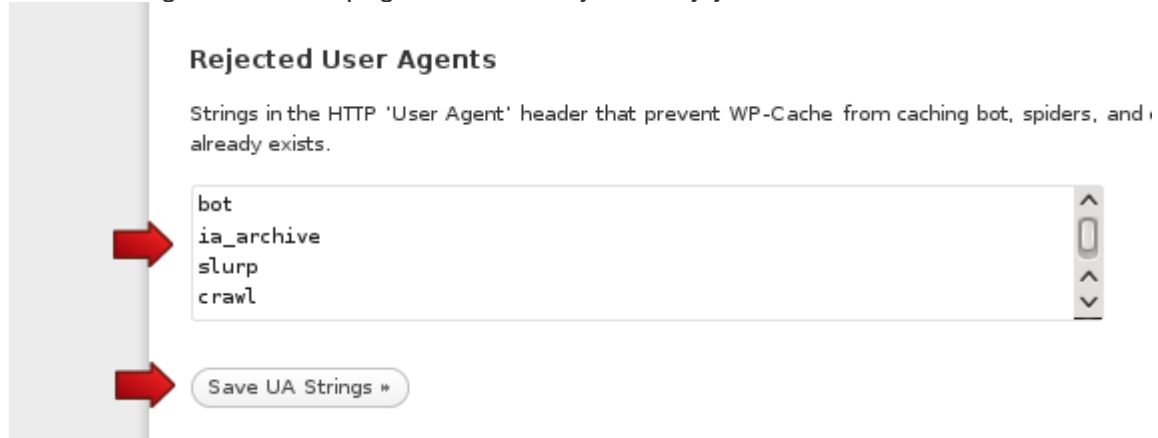 Rejected User Agents
Strings in the HTTP 'User Agent' header that prevent WP-Cache from caching bot, spiders, and
already exists.
bot
ia_archive
slurp
crawl
Save UA Strings »